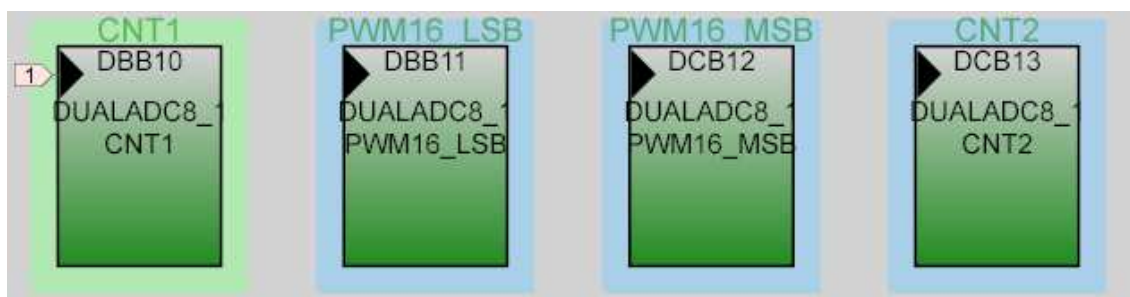 CNT1 PWM16_LSB PWM16_MSB CNT2
1 DBB10 DBB11 DCB12 DCB13
DUALADC8_1 DUALADC8_1 DUALADC8_1 DUALADC8_1
CNT1 PWM16_LSB PWM16_MSB CNT2